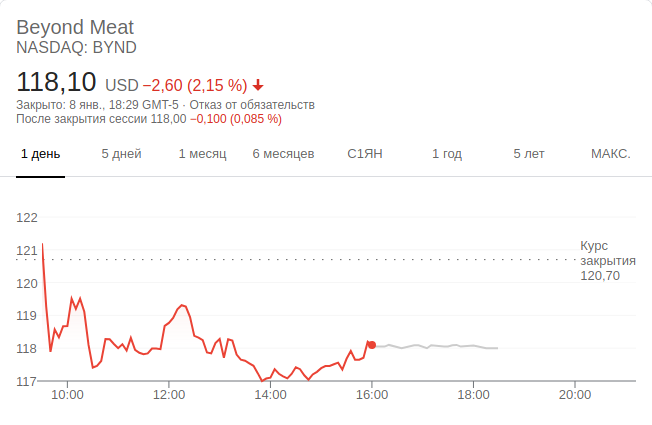 Beyond Meat
NASDAQ: BYND
118,10 USD −2,60 (2,15 %)
Закрыто: 8 янв., 18:29 GMT-5 · Отказ от обязательств
После закрытия сессии 118,00 −0,100 (0,085 %)
1 день 5 дней 1 месяц 6 месяцев С1ЯН 1 год 5 лет МАКС.
122
121
120
119
118
117
Курс
закрытия
120,70
10:00 12:00 14:00 16:00 18:00 20:00